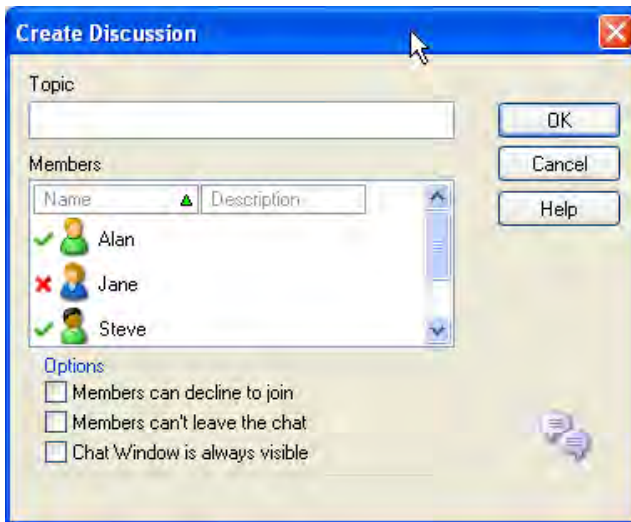 Create Discussion
Topic
OK
Members
Cancel
Name Description
Help
Alan
Jane
Steve
Options
Members can decline to join
Members can't leave the chat
Chat Window is always visible